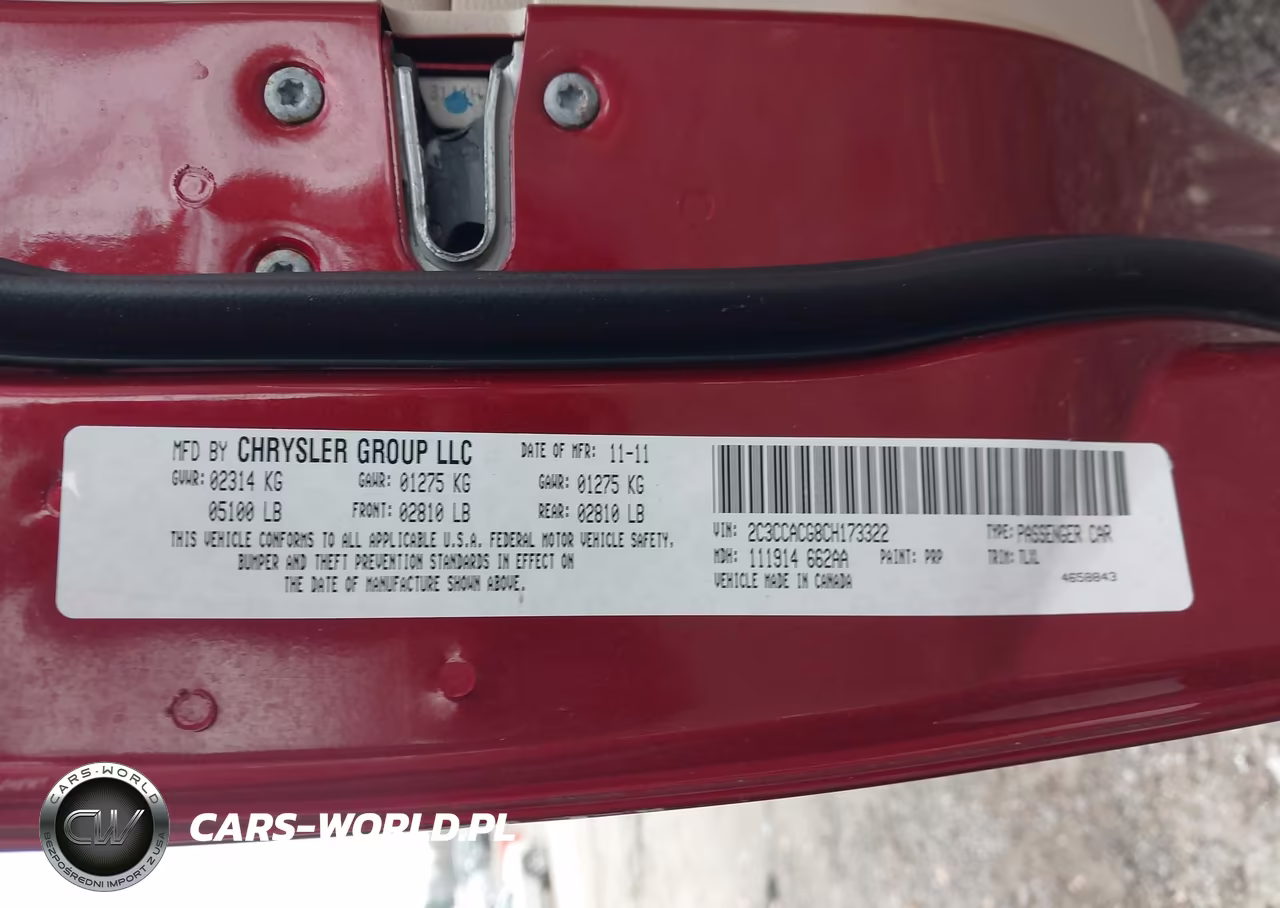 MFD BY CHRYSLER GROUP LLC DATE OF MFR: 11-11
GVWR: 02314 KG GAWR: 01275 KG GAWR: 01275 KG
05100 LB FRONT: 02810 LB REAR: 02810 LB
THIS VEHICLE CONFORMS TO ALL APPLICABLE U.S.A. FEDERAL MOTOR VEHICLE SAFETY,
BUMPER AND THEFT PREVENTION STANDARDS IN EFFECT ON
THE DATE OF MANUFACTURE SHOWN ABOVE.
VIN: 2C3CCACG8CH173322 TYPE: PASSENGER CAR
MDH: 111914 662AA PAINT: PRP TRIM: TLXL
VEHICLE MADE IN CANADA 4658843
CARS-WORLD
CW
BEZPOŚREDNI IMPORT Z USA
CARS-WORLD.PL